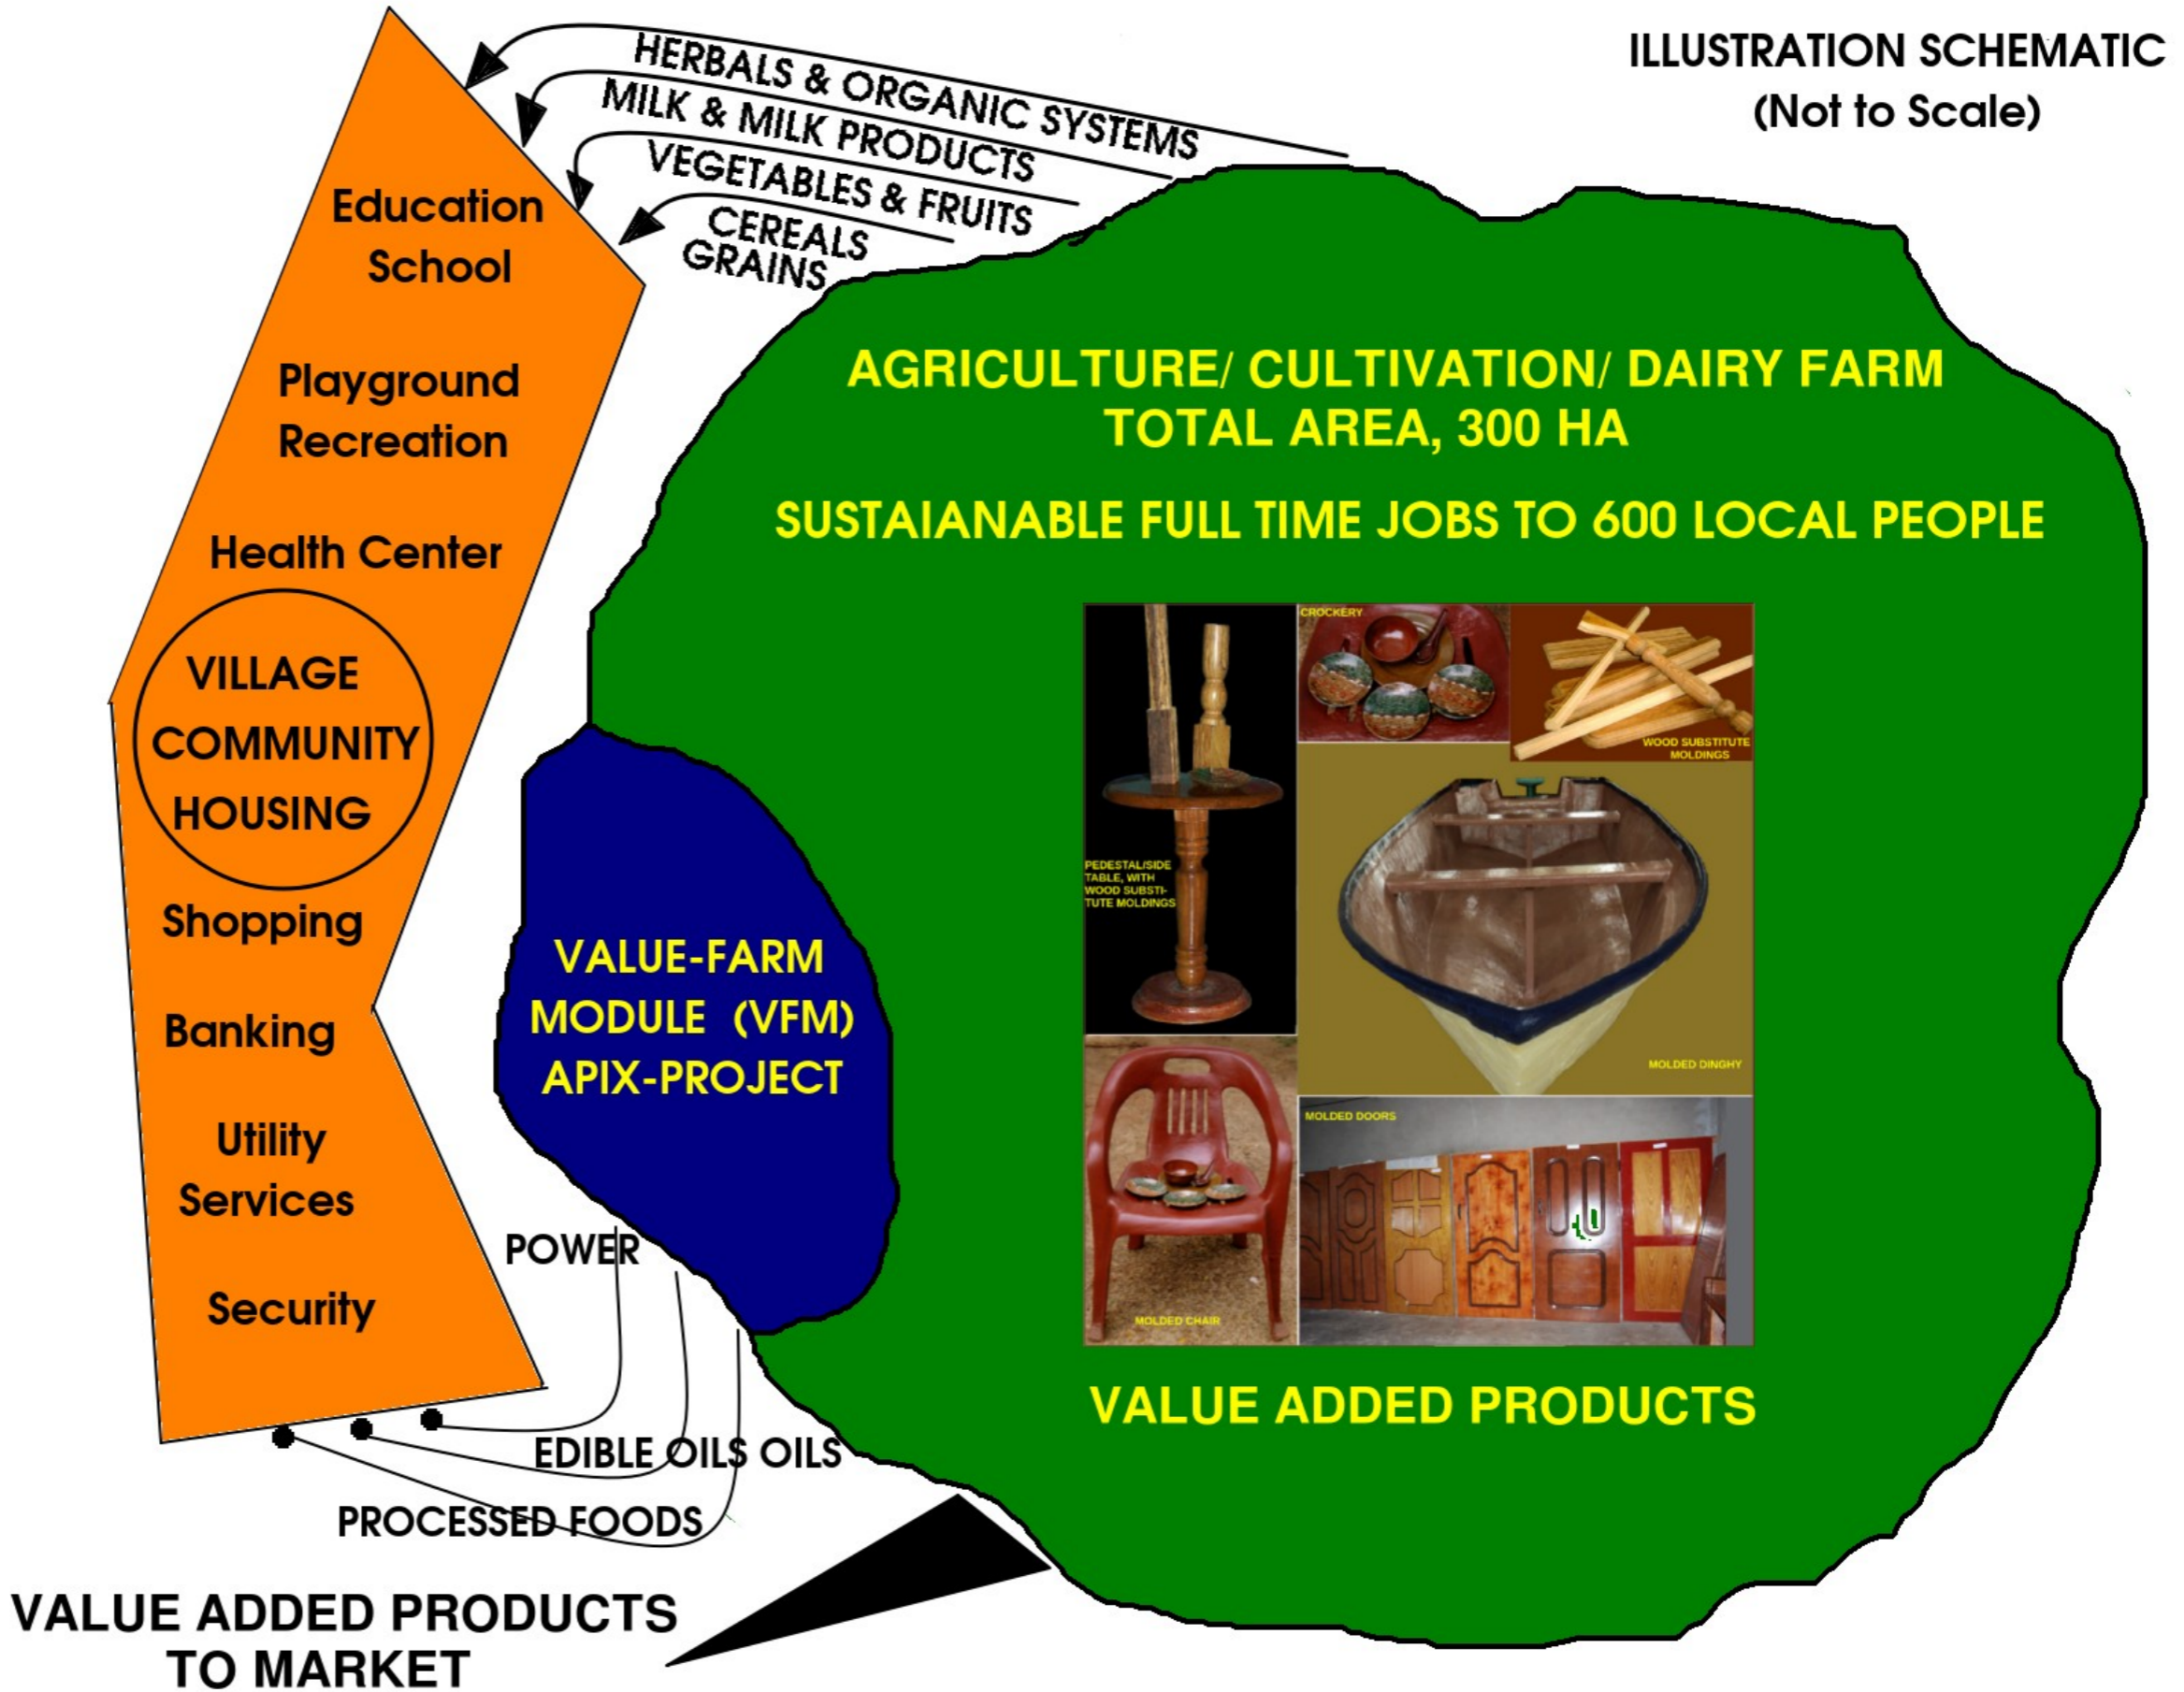 ILLUSTRATION SCHEMATIC
(Not to Scale)
HERBALS & ORGANIC SYSTEMS
MILK & MILK PRODUCTS
VEGETABLES & FRUITS
CEREALS
GRAINS
Education
School
Playground
Recreation
Health Center
VILLAGE
COMMUNITY
HOUSING
Shopping
Banking
Utility
Services
Security
AGRICULTURE/ CULTIVATION/ DAIRY FARM
TOTAL AREA, 300 HA
SUSTAIANABLE FULL TIME JOBS TO 600 LOCAL PEOPLE
CROCKERY
WOOD SUBSTITUTE
MOLDINGS
PEDESTAL/SIDE
TABLE, WITH
WOOD SUBSTI-
TUTE MOLDINGS
MOLDED DINGHY
MOLDED DOORS
MOLDED CHAIR
VALUE ADDED PRODUCTS
VALUE-FARM
MODULE (VFM)
APIX-PROJECT
POWER
EDIBLE OILS OILS
PROCESSED FOODS
VALUE ADDED PRODUCTS
TO MARKET